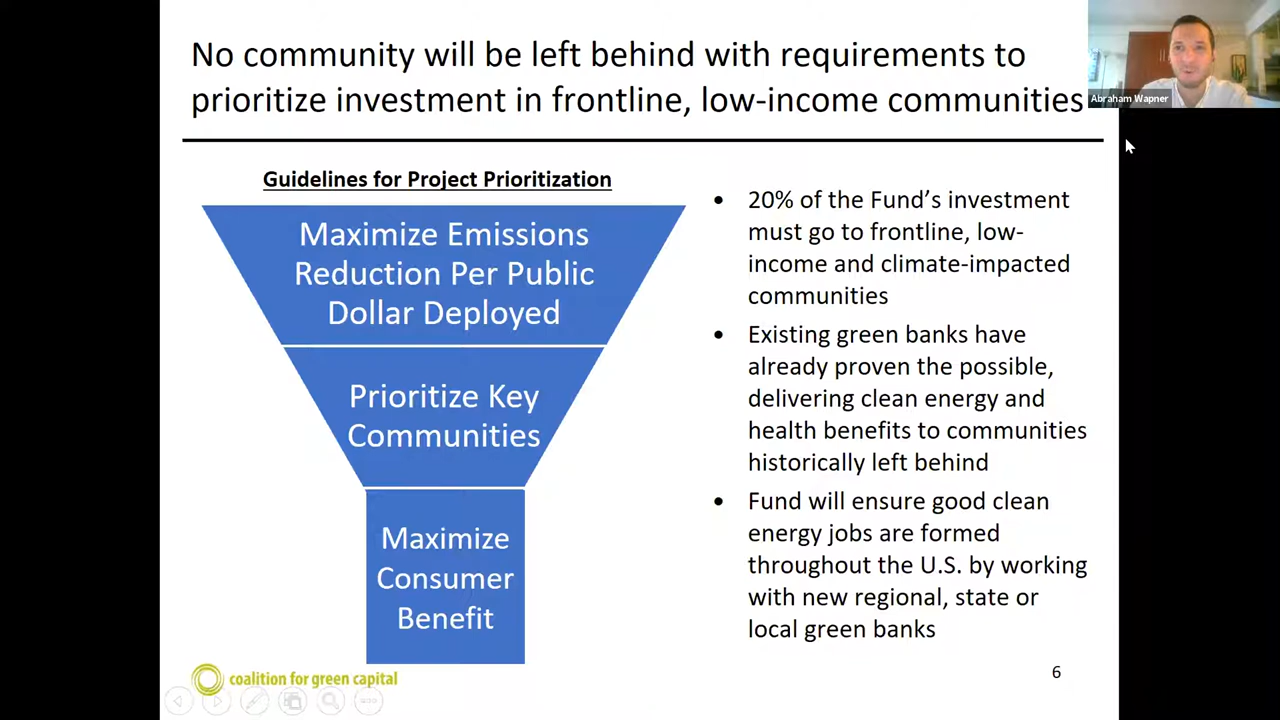 No community will be left behind with requirements to
prioritize investment in frontline, low-income communities
Abraham Wapner
Guidelines for Project Prioritization
Maximize Emissions
Reduction Per Public
Dollar Deployed
Prioritize Key
Communities
Maximize
Consumer
Benefit
• 20% of the Fund’s investment
must go to frontline, low-
income and climate-impacted
communities
• Existing green banks have
already proven the possible,
delivering clean energy and
health benefits to communities
historically left behind
• Fund will ensure good clean
energy jobs are formed
throughout the U.S. by working
with new regional, state or
local green banks
coalition for green capital
6